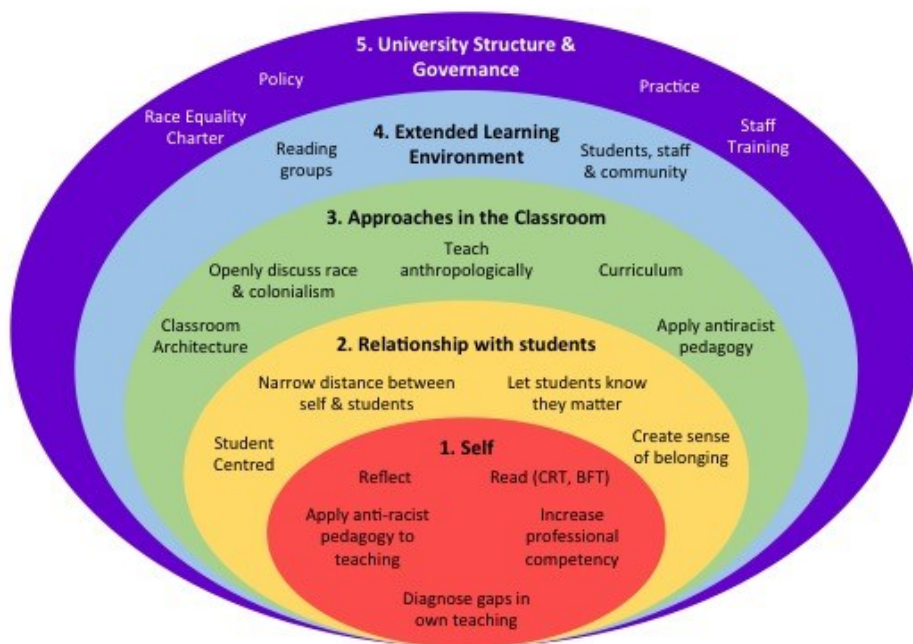 5. University Structure &
Governance
Policy
Practice
Race Equality
Charter
Staff
Training
4. Extended Learning
Environment
Reading
groups
Students, staff
& community
3. Approaches in the Classroom
Teach
anthropologically
Openly discuss race
& colonialism
Curriculum
Classroom
Architecture
Apply antiracist
pedagogy
2. Relationship with students
Narrow distance between
self & students
Let students know
they matter
Student
Centred
Create sense
of belonging
1. Self
Reflect
Read (CRT, BFT)
Apply anti-racist
pedagogy to
teaching
Increase
professional
competency
Diagnose gaps in
own teaching